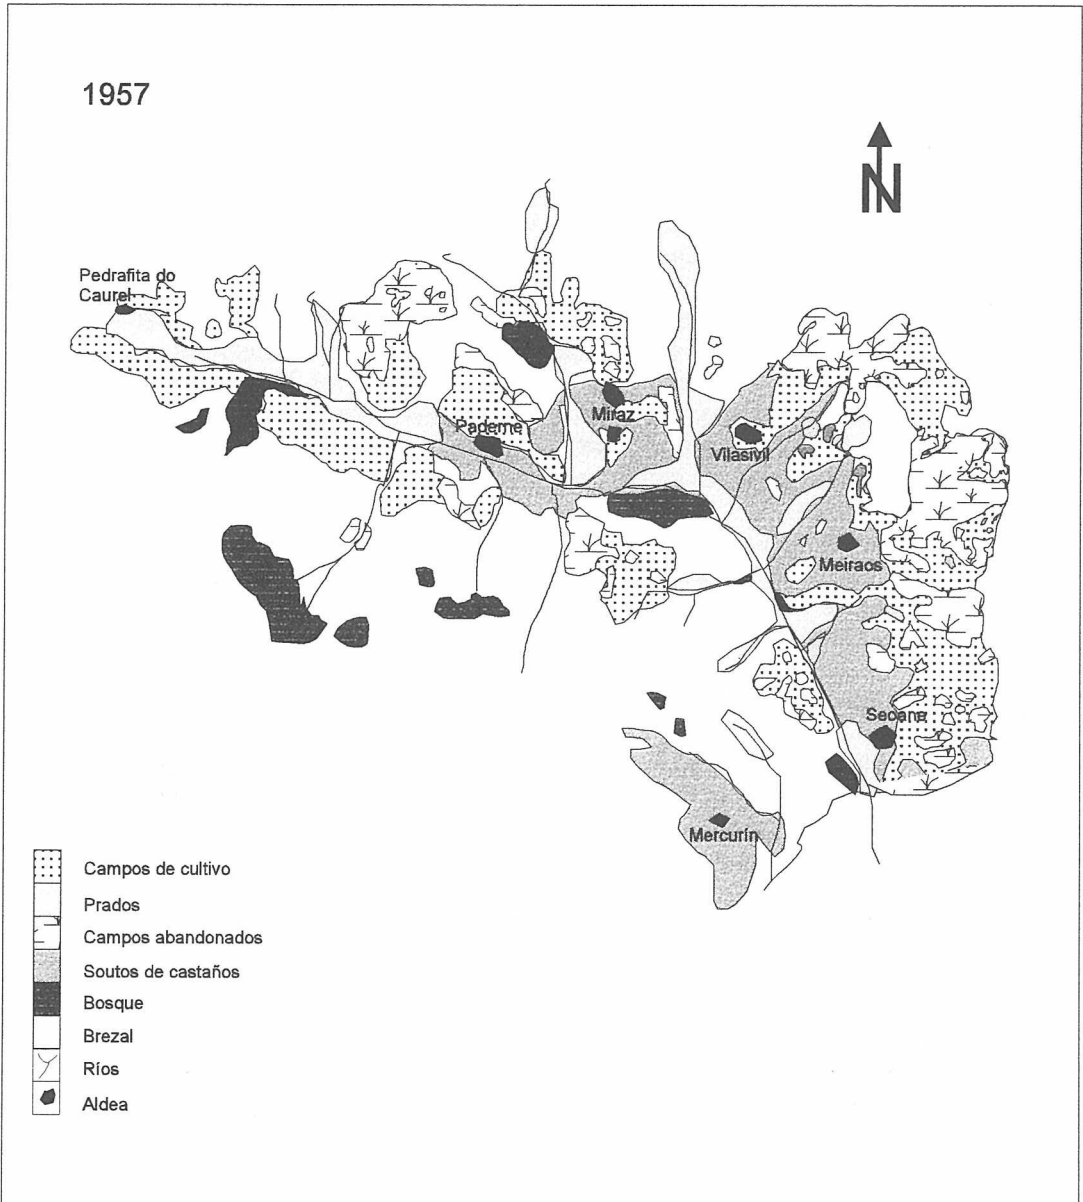 1957
N
Pedrafita do
Caurel
Miraz
Paderne
Vilasivil
Meiraos
Seoane
Mercurín
Campos de cultivo
Prados
Campos abandonados
Soutos de castaños
Bosque
Brezal
Ríos
Aldea